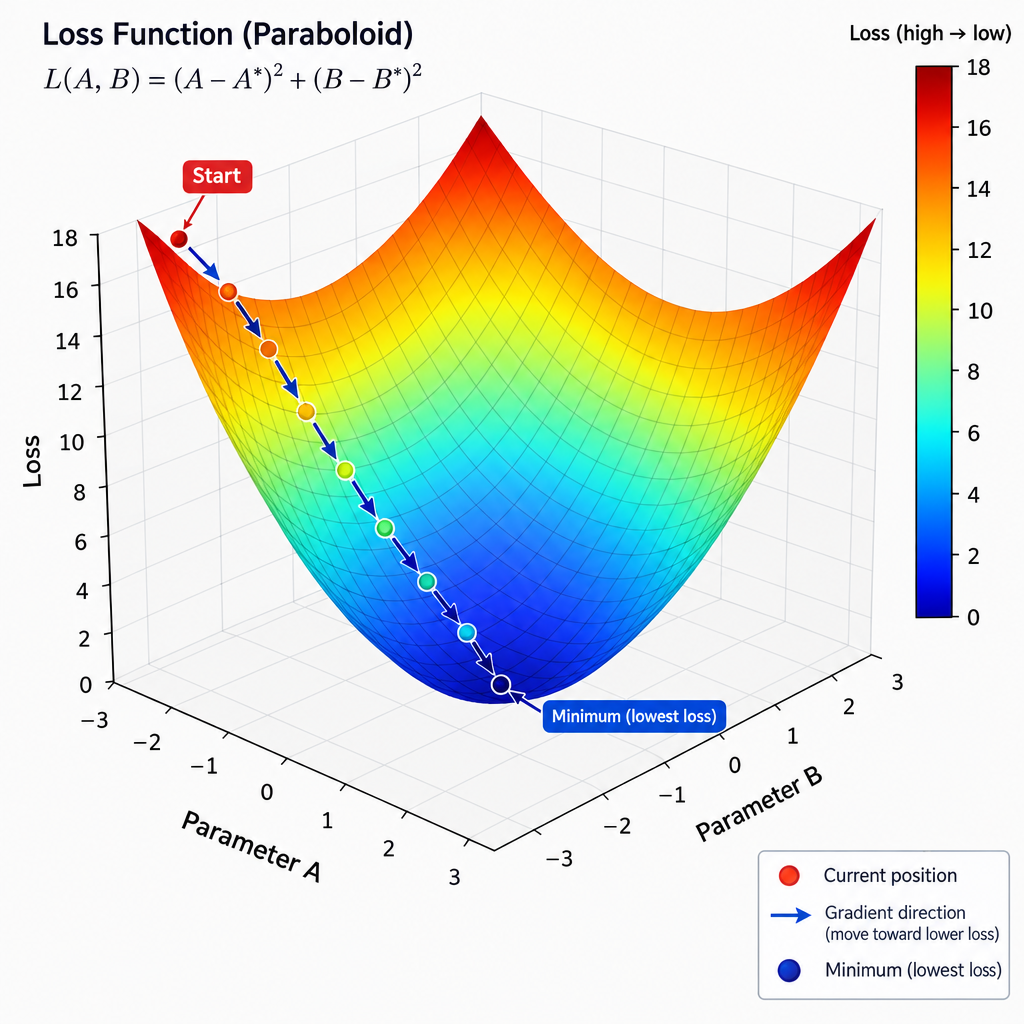 Loss Function (Paraboloid)
L(A, B) = (A − A*)² + (B − B*)²
Loss (high → low)
18
16
14
12
10
8
6
4
2
0
Start
18
16
14
12
10
8
6
4
2
0
Loss
−3
−2
−1
0
1
2
3
Parameter A
−3
−2
−1
0
1
2
3
Parameter B
Minimum (lowest loss)
Current position
Gradient direction
(move toward lower loss)
Minimum (lowest loss)